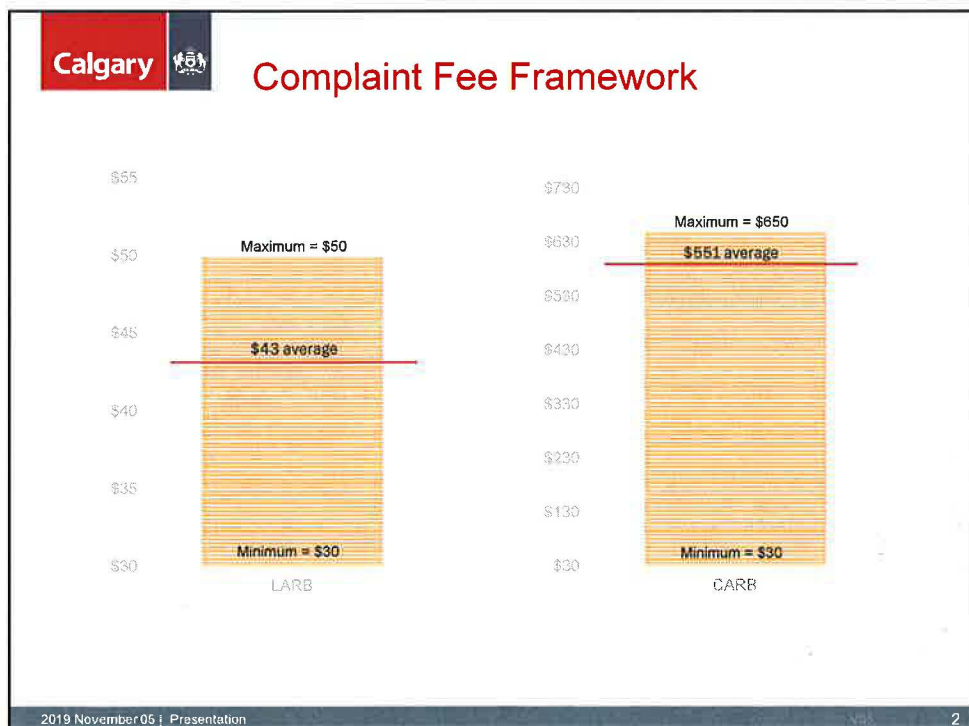 Calgary
Complaint Fee Framework
$55
$50
$45
$40
$35
$30
Maximum = $50
$43 average
Minimum = $30
LARB
$730
$630
$530
$430
$330
$230
$130
$30
Maximum = $650
$551 average
Minimum = $30
CARB
2019 November 05 | Presentation
2